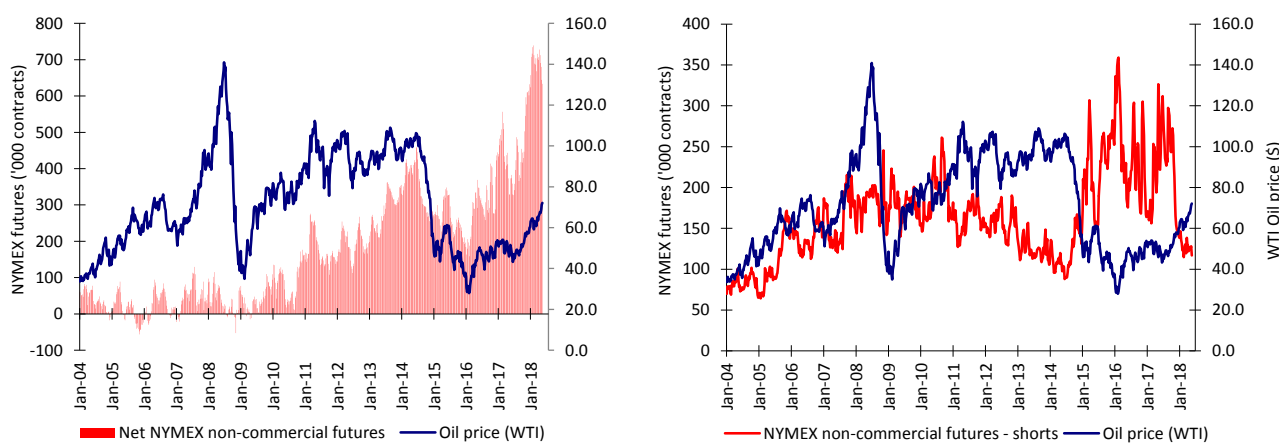 800
700
600
500
400
300
200
100
0
-100
NYMEX futures ('000 contracts)
160.0
140.0
120.0
100.0
80.0
60.0
40.0
20.0
0.0
Jan-04
Jan-05
Jan-06
Jan-07
Jan-08
Jan-09
Jan-10
Jan-11
Jan-12
Jan-13
Jan-14
Jan-15
Jan-16
Jan-17
Jan-18
Net NYMEX non-commercial futures
Oil price (WTI)
400
350
300
250
200
150
100
50
0
NYMEX futures ('000 contracts)
160.0
140.0
120.0
100.0
80.0
60.0
40.0
20.0
0.0
WTI Oil price ($)
Jan-04
Jan-05
Jan-06
Jan-07
Jan-08
Jan-09
Jan-10
Jan-11
Jan-12
Jan-13
Jan-14
Jan-15
Jan-16
Jan-17
Jan-18
NYMEX non-commercial futures - shorts
Oil price (WTI)